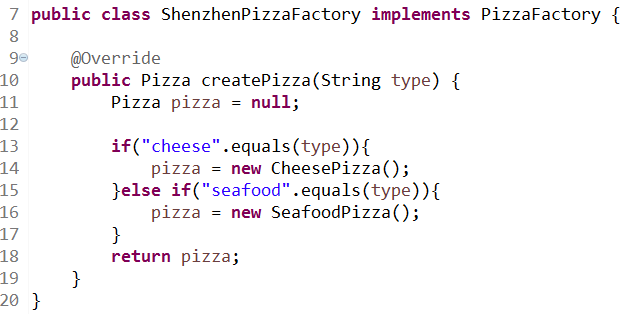 7 public class ShenzhenPizzaFactory implements PizzaFactory {
8
9     @Override
10     public Pizza createPizza(String type) {
11         Pizza pizza = null;
12
13         if("cheese".equals(type)){
14             pizza = new CheesePizza();
15         }else if("seafood".equals(type)){
16             pizza = new SeafoodPizza();
17         }
18         return pizza;
19     }
20 }